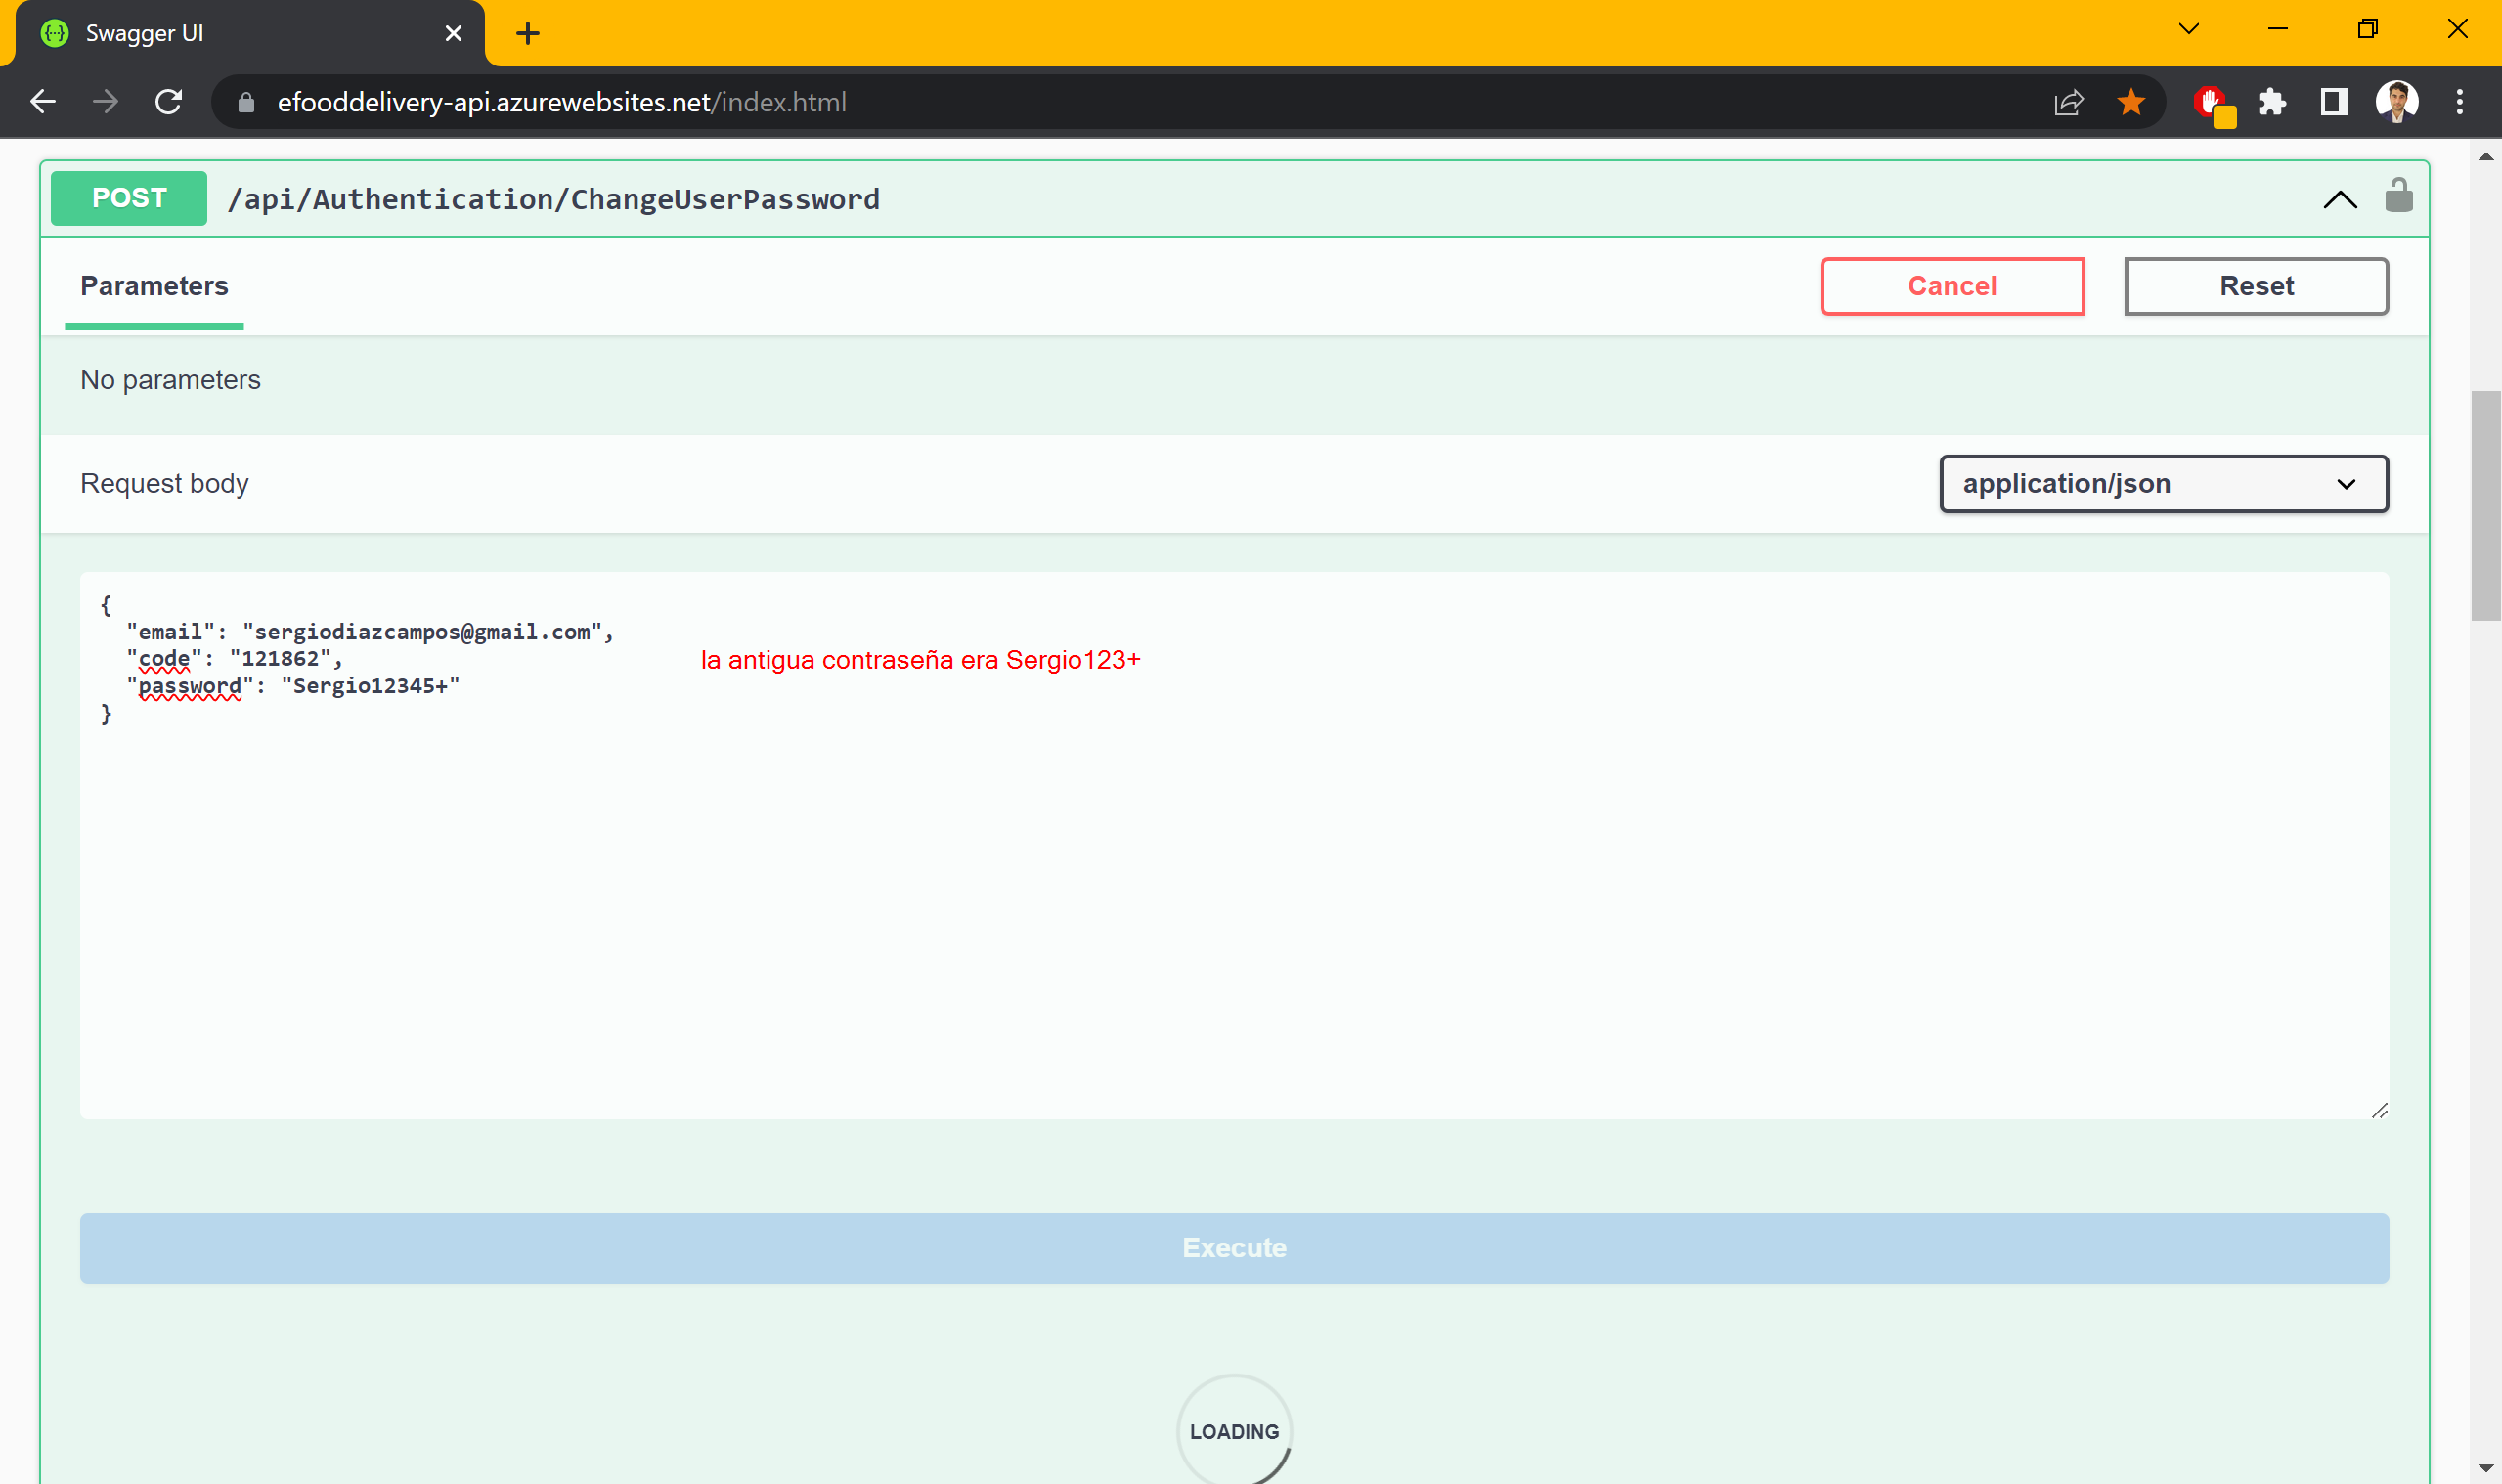 Swagger UI
efooddelivery-api.azurewebsites.net/index.html
POST /api/Authentication/ChangeUserPassword
Parameters
Cancel
Reset
No parameters
Request body
application/json
{
"email": "sergiodiazcampos@gmail.com",
"code": "121862",
"password": "Sergio12345+"
}
la antigua contraseña era Sergio123+
Execute
LOADING